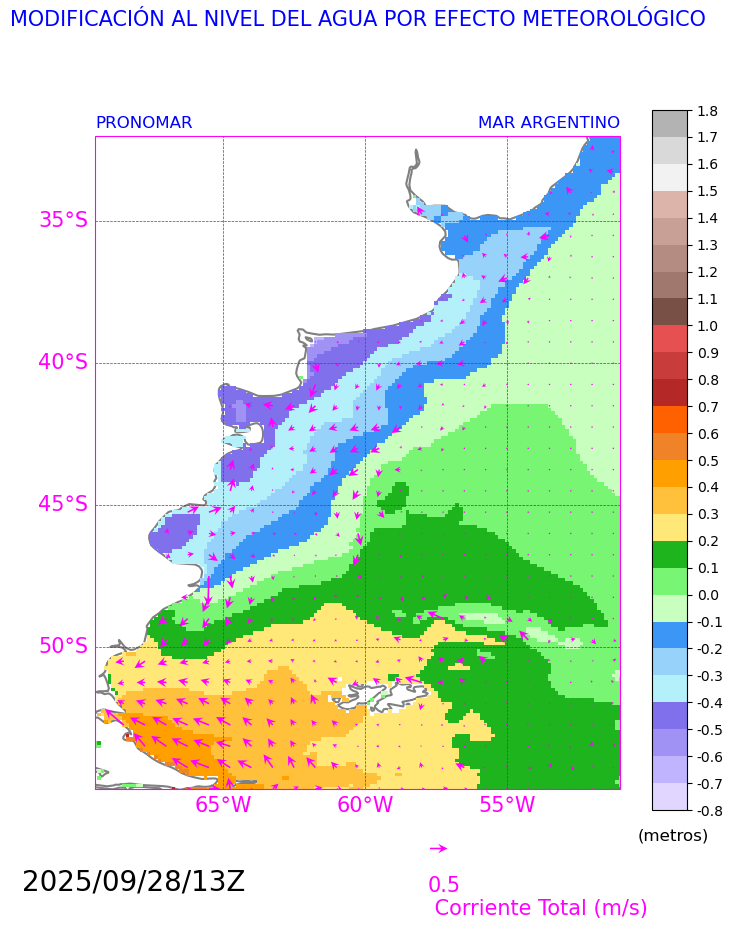 MODIFICACIÓN AL NIVEL DEL AGUA POR EFECTO METEOROLÓGICO
PRONOMAR
MAR ARGENTINO
35°S
40°S
45°S
50°S
65°W
60°W
55°W
1.8
1.7
1.6
1.5
1.4
1.3
1.2
1.1
1.0
0.9
0.8
0.7
0.6
0.5
0.4
0.3
0.2
0.1
0.0
-0.1
-0.2
-0.3
-0.4
-0.5
-0.6
-0.7
-0.8
(metros)
2025/09/28/13Z
0.5
Corriente Total (m/s)